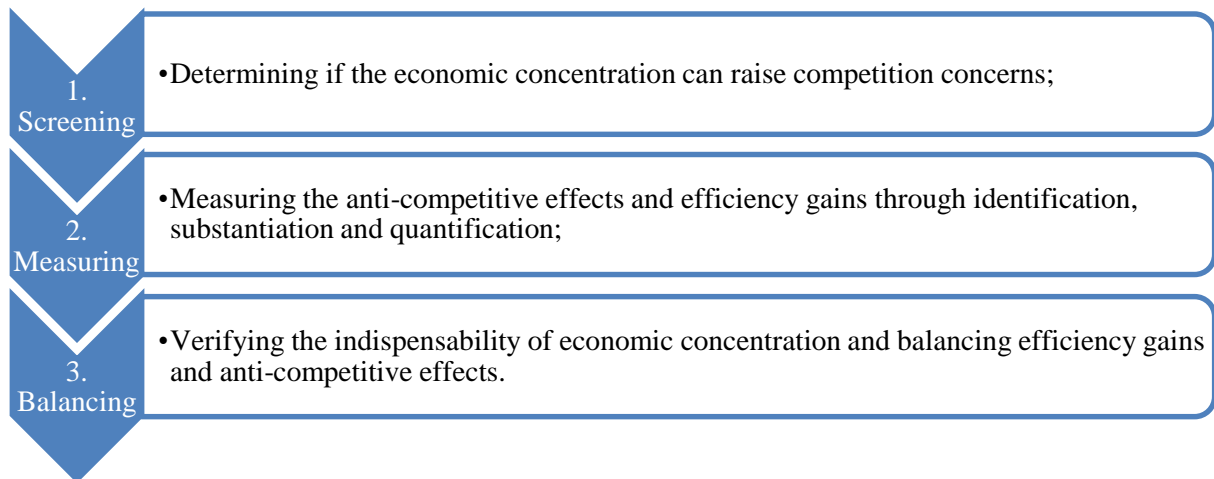 1.
Screening
•Determining if the economic concentration can raise competition concerns;
2.
Measuring
•Measuring the anti-competitive effects and efficiency gains through identification,
substantiation and quantification;
3.
Balancing
•Verifying the indispensability of economic concentration and balancing efficiency gains
and anti-competitive effects.